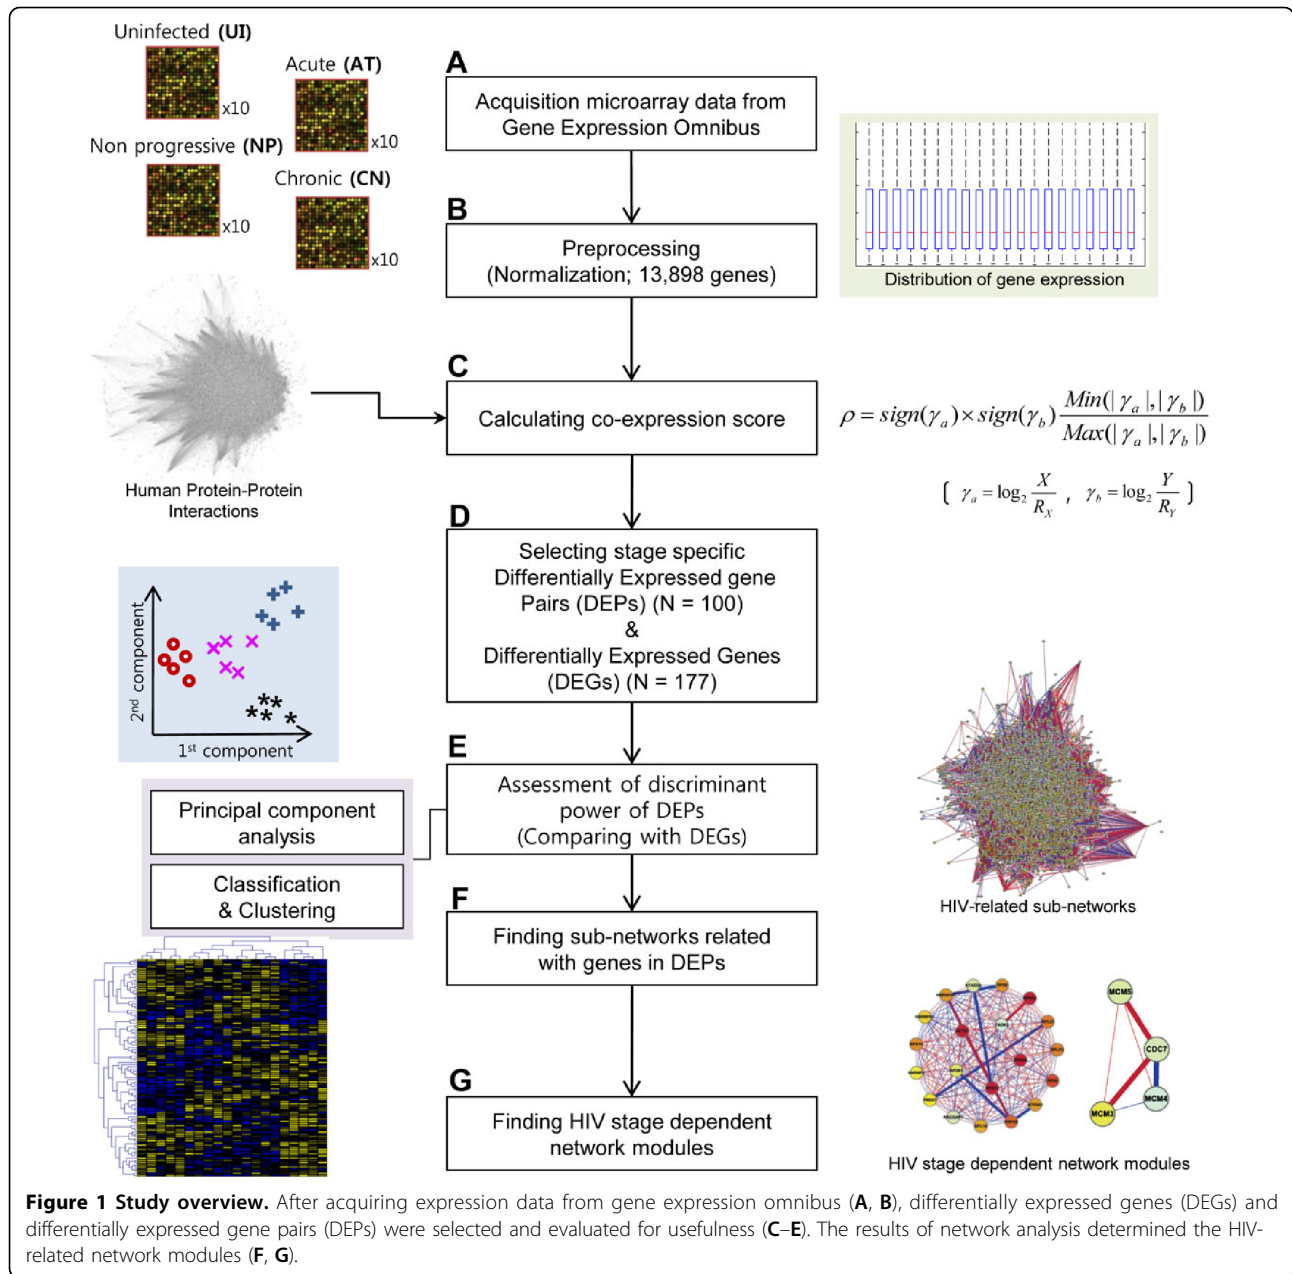 Uninfected (UI)
x10
Acute (AT)
x10
Non progressive (NP)
x10
Chronic (CN)
x10
A
Acquisition microarray data from
Gene Expression Omnibus
B
Preprocessing
(Normalization; 13,898 genes)
Distribution of gene expression
Human Protein-Protein
Interactions
C
Calculating co-expression score
ρ = sign(γa) × sign(γb) Min(| γa |,| γb |) / Max(| γa |,| γb |)
( γa = log2 X / RX , γb = log2 Y / RY )
D
Selecting stage specific
Differentially Expressed gene
Pairs (DEPs) (N = 100)
&
Differentially Expressed Genes
(DEGs) (N = 177)
2nd component
1st component
E
Assessment of discriminant
power of DEPs
(Comparing with DEGs)
Principal component
analysis
Classification
& Clustering
HIV-related sub-networks
F
Finding sub-networks related
with genes in DEPs
MCM5
CDC7
MCM4
MCM3
G
Finding HIV stage dependent
network modules
HIV stage dependent network modules
Figure 1 Study overview. After acquiring expression data from gene expression omnibus (A, B), differentially expressed genes (DEGs) and
differentially expressed gene pairs (DEPs) were selected and evaluated for usefulness (C–E). The results of network analysis determined the HIV-
related network modules (F, G).